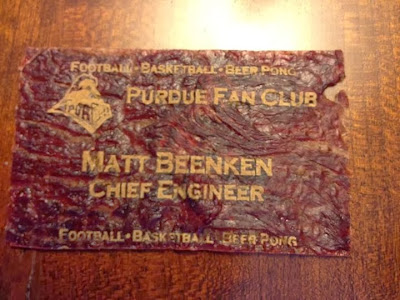 FOOTBALL · BASKETBALL · BEER PONG
PURDUE FAN CLUB
MATT BEENKEN
CHIEF ENGINEER
FOOTBALL · BASKETBALL BEER PONG